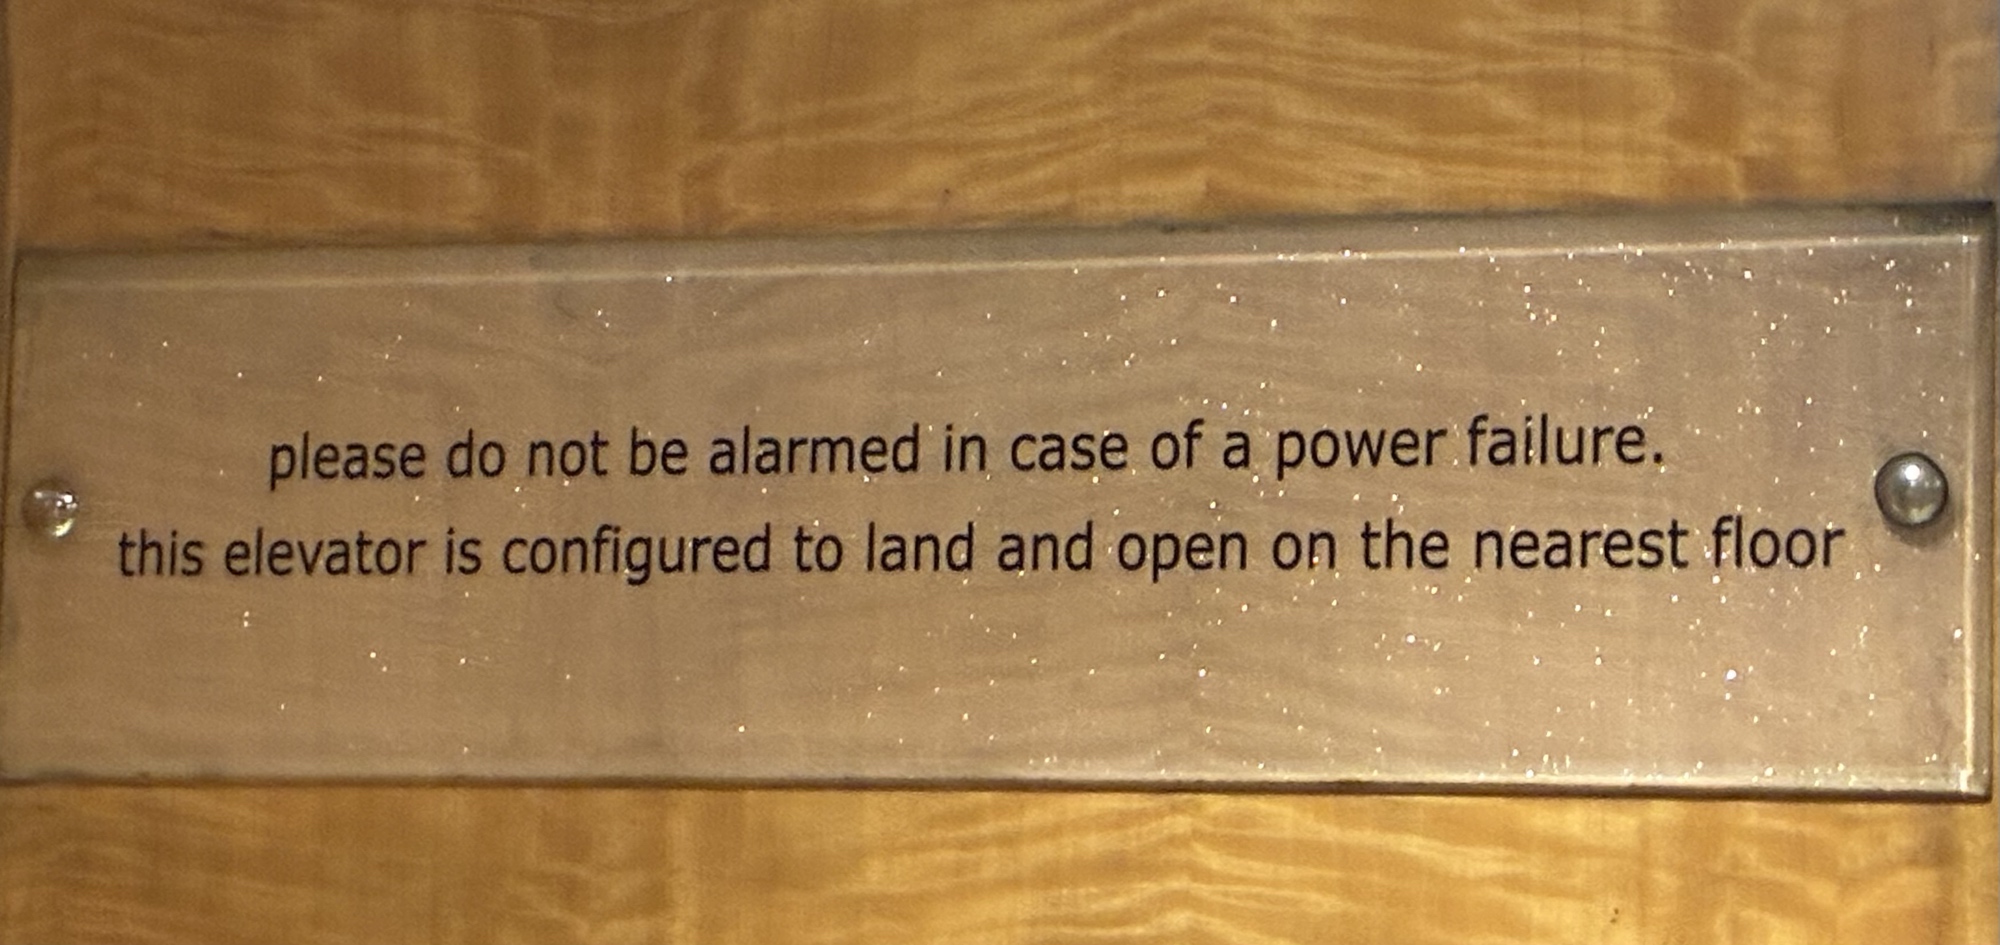 please do not be alarmed in case of a power failure.
this elevator is configured to land and open on the nearest floor